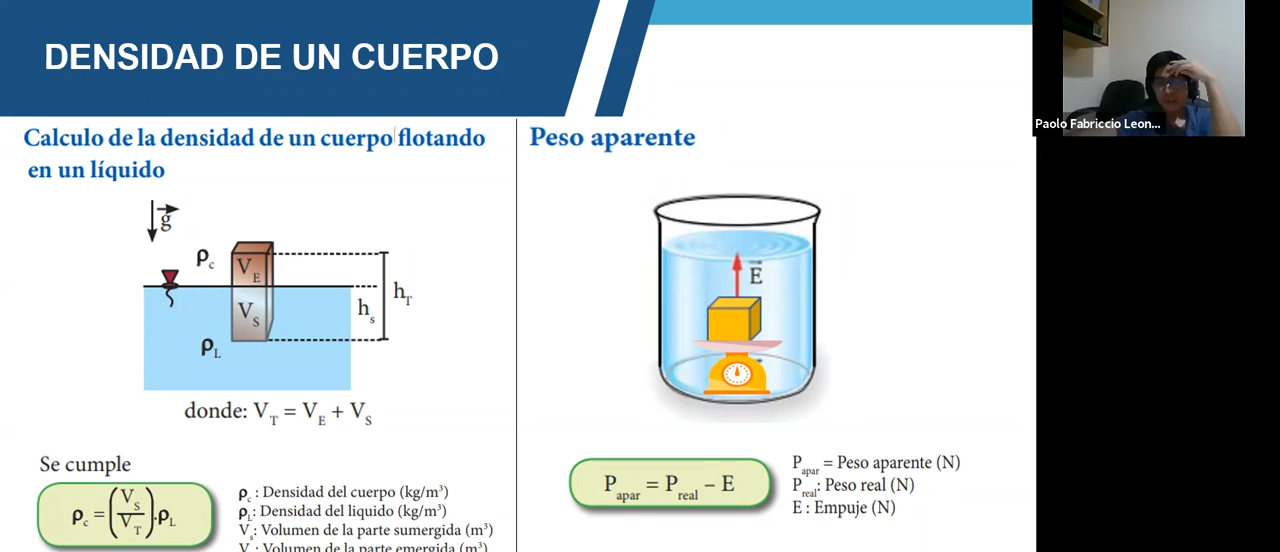 DENSIDAD DE UN CUERPO
Paolo Fabriccio Leon...
Calculo de la densidad de un cuerpo flotando
en un líquido
g
ρc
VE
VS
hs
hT
ρL
donde: VT = VE + VS
Se cumple
ρc = (VS/VT).ρL
ρc : Densidad del cuerpo (kg/m³)
ρL: Densidad del liquido (kg/m³)
Vs: Volumen de la parte sumergida (m³)
V : Volumen de la parte emergida (m³)
Peso aparente
E
Papar = Preal – E
Papar = Peso aparente (N)
Preal: Peso real (N)
E : Empuje (N)